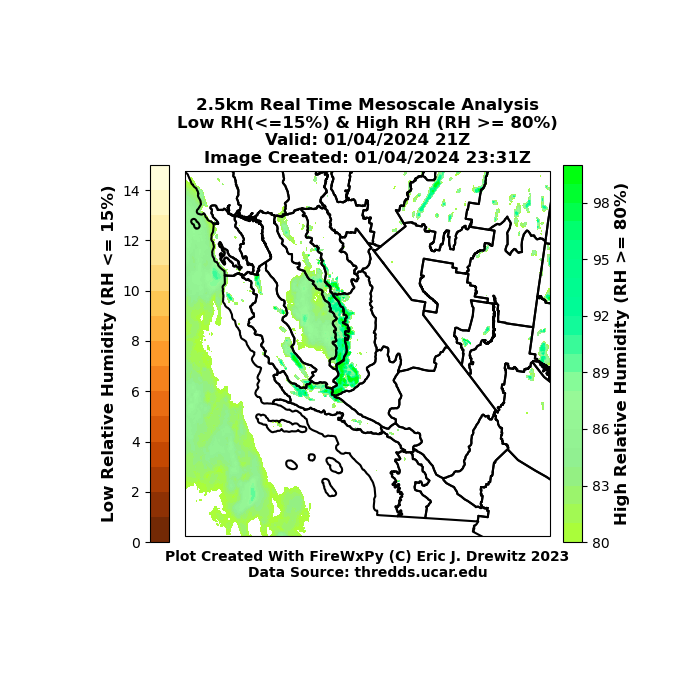 2.5km Real Time Mesoscale Analysis
Low RH(<=15%) & High RH (RH >= 80%)
Valid: 01/04/2024 21Z
Image Created: 01/04/2024 23:31Z
Low Relative Humidity (RH <= 15%)
14
12
10
8
6
4
2
0
98
95
92
89
86
83
80
High Relative Humidity (RH >= 80%)
Plot Created With FireWxPy (C) Eric J. Drewitz 2023
Data Source: thredds.ucar.edu